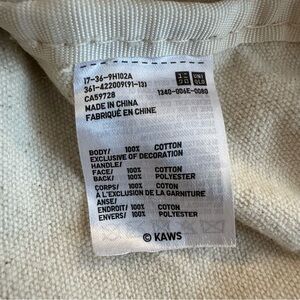 17-36-9H102A
361-422009(91-13)
CA59728
1340-006E-0080
MADE IN CHINA
FABRIQUÉ EN CHINE
BODY/ 100% COTTON
EXCLUSIVE OF DECORATION
HANDLE/
FACE/ 100% COTTON
BACK/ 100% POLYESTER
CORPS/ 100% COTON
À L'EXCLUSION DE LA GARNITURE
ANSE/
ENDROIT/ 100% COTON
ENVERS/ 100% POLYESTER
© KAWS